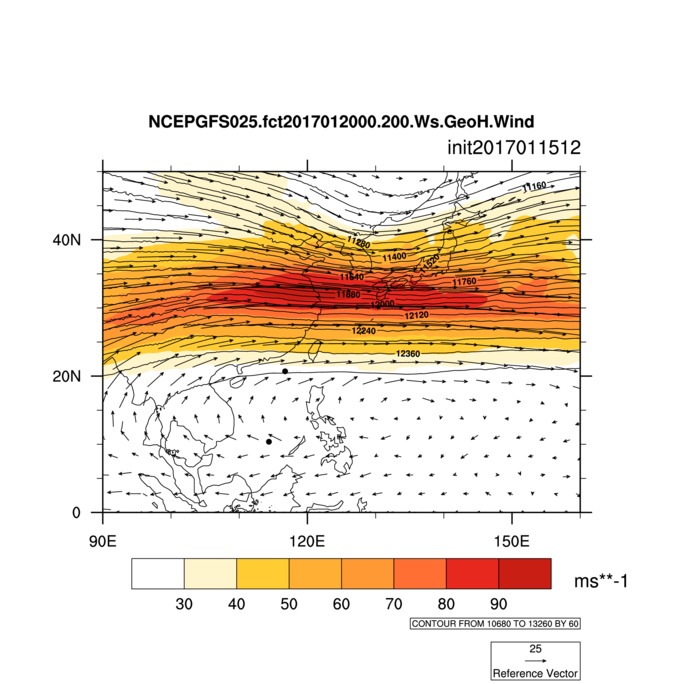 NCEPGFS025.fct2017012000.200.Ws.GeoH.Wind
init2017011512
11160
40N
11280
11400
11520
11640
11760
11880
12000
12120
12240
12360
20N
0
90E 120E 150E
ms**-1
30 40 50 60 70 80 90
CONTOUR FROM 10680 TO 13260 BY 60
25
Reference Vector